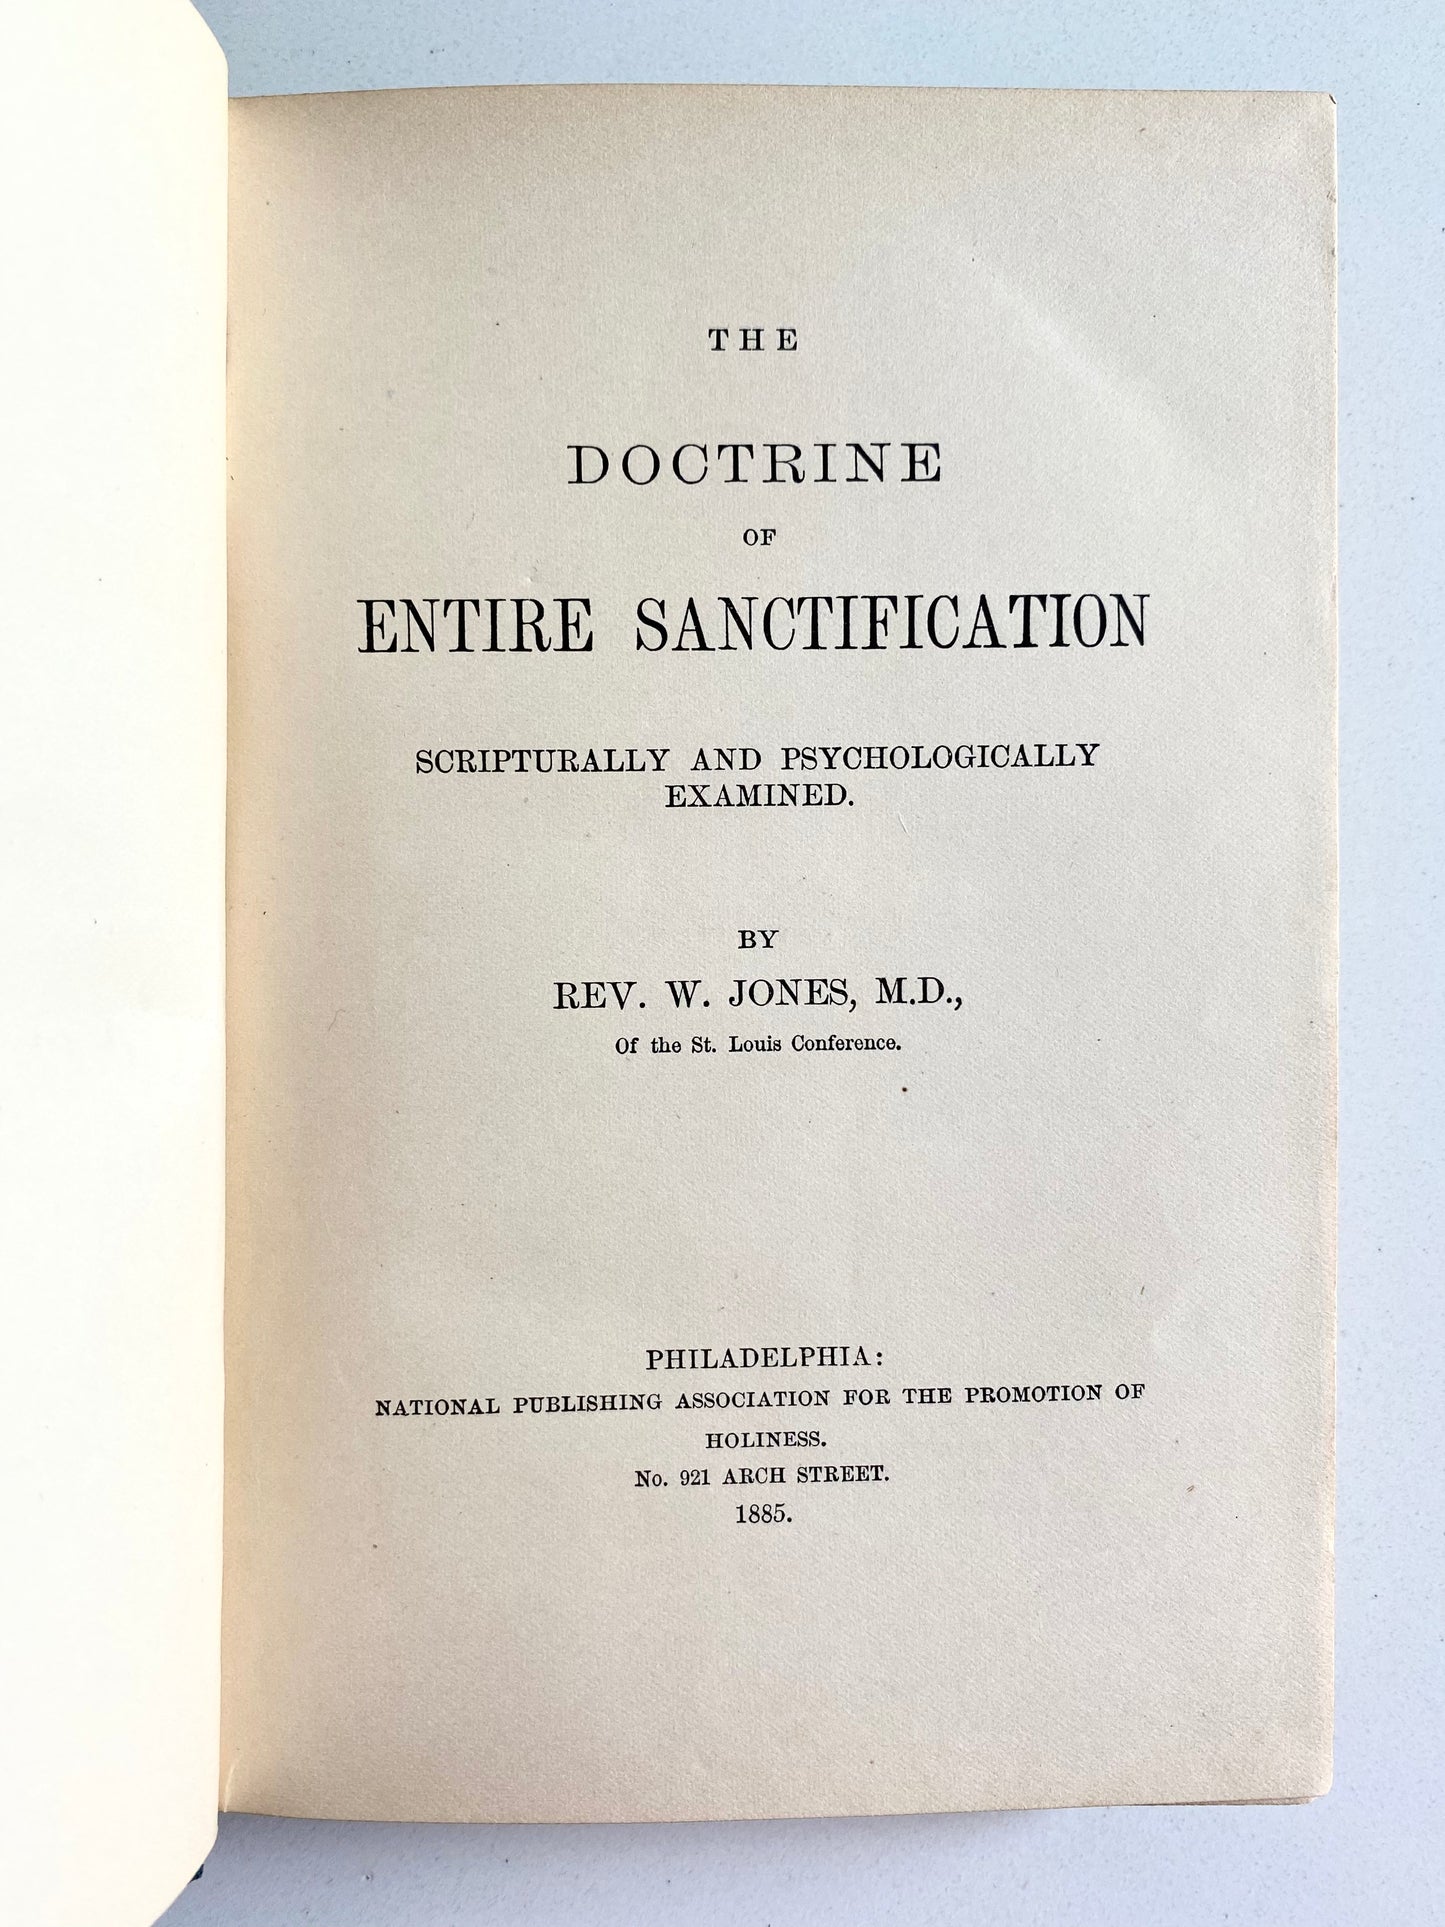 THE
DOCTRINE
OF
ENTIRE SANCTIFICATION
SCRIPTURALLY AND PSYCHOLOGICALLY
EXAMINED.
BY
REV. W. JONES, M.D.,
Of the St. Louis Conference.
PHILADELPHIA:
NATIONAL PUBLISHING ASSOCIATION FOR THE PROMOTION OF
HOLINESS.
No. 921 ARCH STREET.
1885.